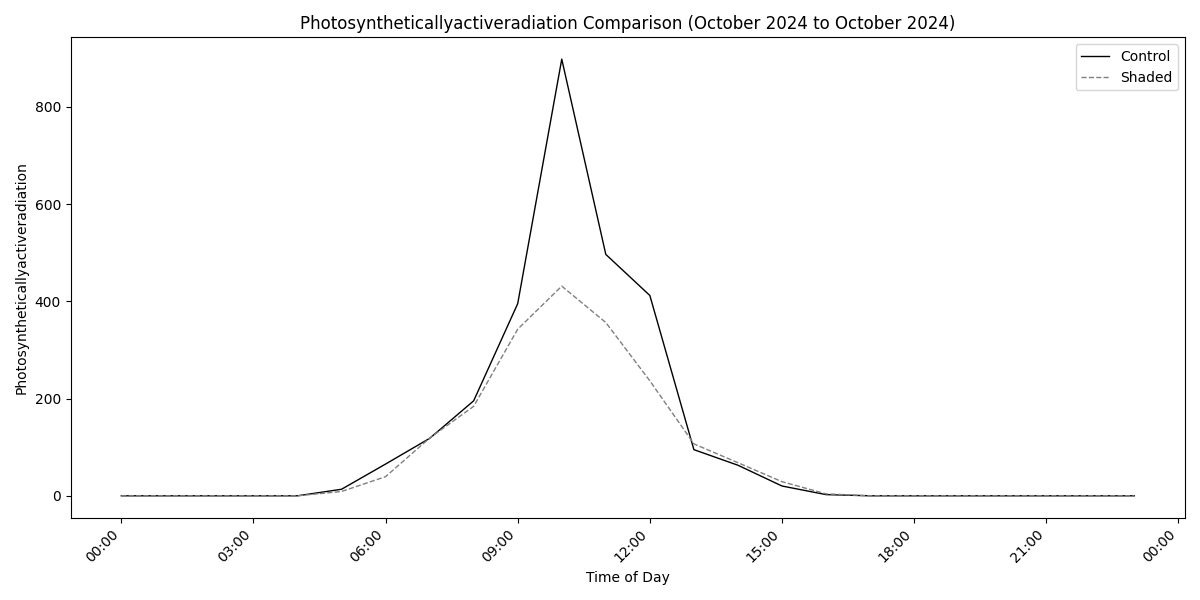 Photosyntheticallyactiveradiation Comparison (October 2024 to October 2024)
Control
Shaded
Photosyntheticallyactiveradiation
800
600
400
200
0
00:00
03:00
06:00
09:00
12:00
15:00
18:00
21:00
00:00
Time of Day